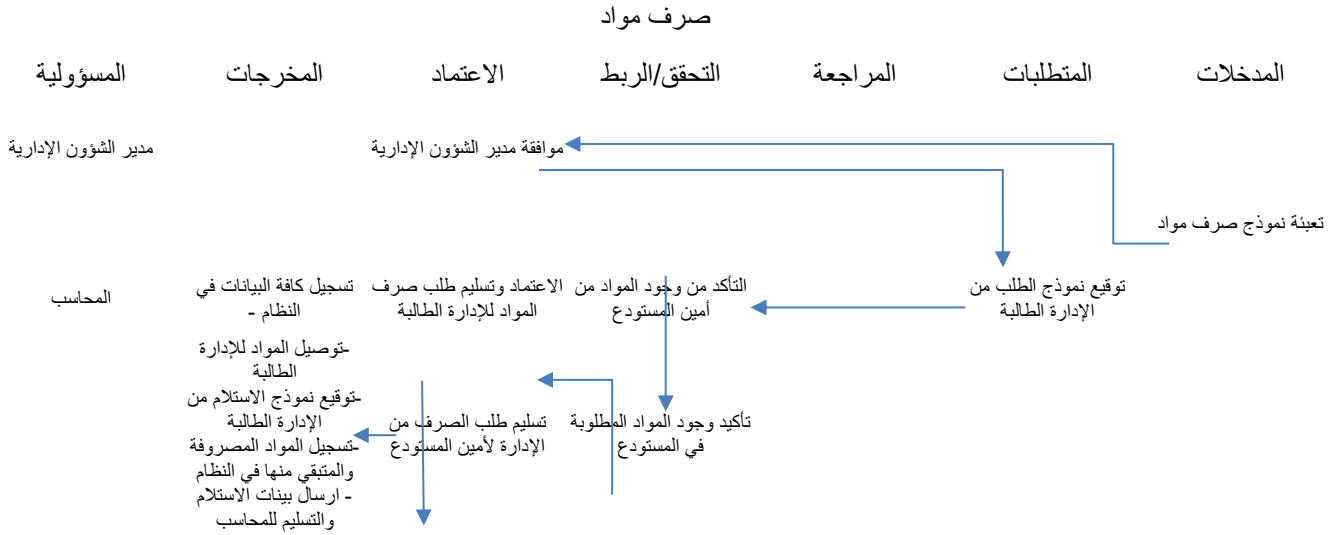 صرف مواد
المدخلات
المتطلبات
المراجعة
التحقق/الربط
الاعتماد
المخرجات
المسؤولية
موافقة مدير الشؤون الإدارية
مدير الشؤون الإدارية
تعبئة نموذج صرف مواد
توقيع نموذج الطلب من
الإدارة الطالبة
التأكد من وجود المواد من
أمين المستودع
الاعتماد وتسليم طلب صرف
المواد للإدارة الطالبة
تسجيل كافة البيانات في
النظام -
المحاسب
تأكيد وجود المواد المطلوبة
في المستودع
تسليم طلب الصرف من
الإدارة لأمين المستودع
-توصيل المواد للإدارة
الطالبة
-توقيع نموذج الاستلام من
الإدارة الطالبة
-تسجيل المواد المصروفة
والمتبقي منها في النظام
- ارسال بينات الاستلام
والتسليم للمحاسب